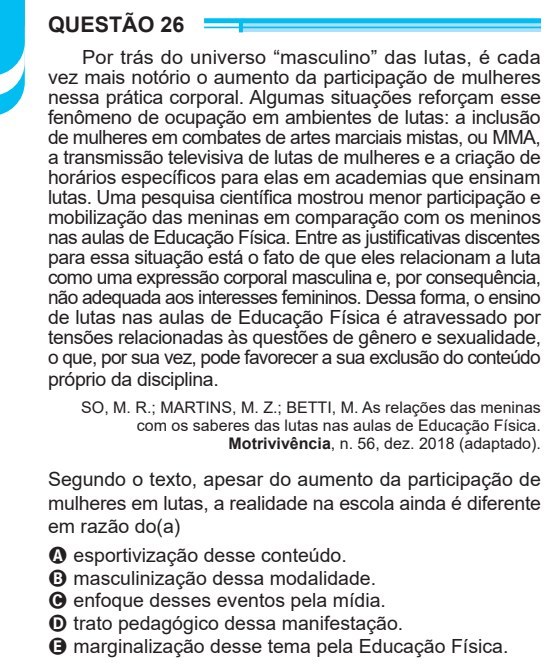 QUESTÃO 26
Por trás do universo “masculino” das lutas, é cada
vez mais notório o aumento da participação de mulheres
nessa prática corporal. Algumas situações reforçam esse
fenômeno de ocupação em ambientes de lutas: a inclusão
de mulheres em combates de artes marciais mistas, ou MMA,
a transmissão televisiva de lutas de mulheres e a criação de
horários específicos para elas em academias que ensinam
lutas. Uma pesquisa científica mostrou menor participação e
mobilização das meninas em comparação com os meninos
nas aulas de Educação Física. Entre as justificativas discentes
para essa situação está o fato de que eles relacionam a luta
como uma expressão corporal masculina e, por consequência,
não adequada aos interesses femininos. Dessa forma, o ensino
de lutas nas aulas de Educação Física é atravessado por
tensões relacionadas às questões de gênero e sexualidade,
o que, por sua vez, pode favorecer a sua exclusão do conteúdo
próprio da disciplina.
SO, M. R.; MARTINS, M. Z.; BETTI, M. As relações das meninas
com os saberes das lutas nas aulas de Educação Física.
Motrivivência, n. 56, dez. 2018 (adaptado).
Segundo o texto, apesar do aumento da participação de
mulheres em lutas, a realidade na escola ainda é diferente
em razão do(a)
A esportivização desse conteúdo.
B masculinização dessa modalidade.
C enfoque desses eventos pela mídia.
D trato pedagógico dessa manifestação.
E marginalização desse tema pela Educação Física.